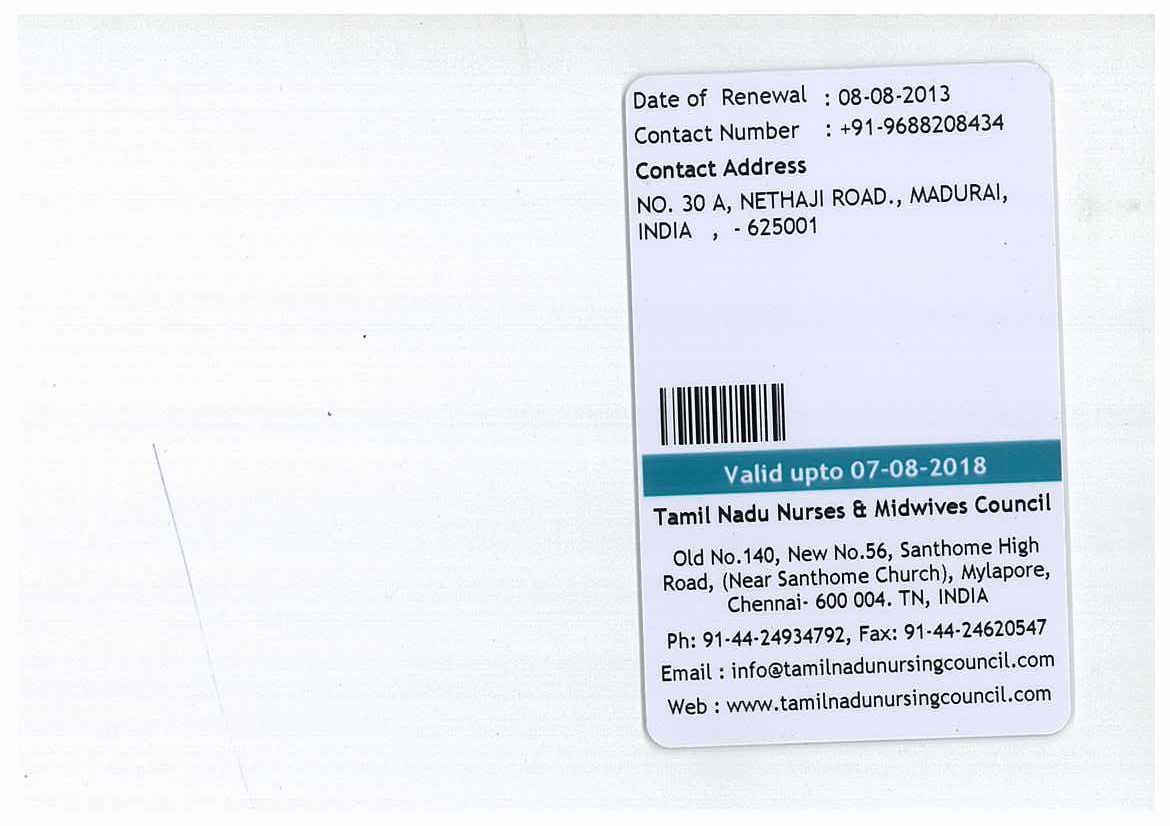 Date of Renewal : 08-08-2013
Contact Number : +91-9688208434
Contact Address
NO. 30 A, NETHAJI ROAD., MADURAI,
INDIA , - 625001
Valid upto 07-08-2018
Tamil Nadu Nurses & Midwives Council
Old No.140, New No.56, Santhome High
Road, (Near Santhome Church), Mylapore,
Chennai- 600 004. TN, INDIA
Ph: 91-44-24934792, Fax: 91-44-24620547
Email : info@tamilnadunursingcouncil.com
Web : www.tamilnadunursingcouncil.com